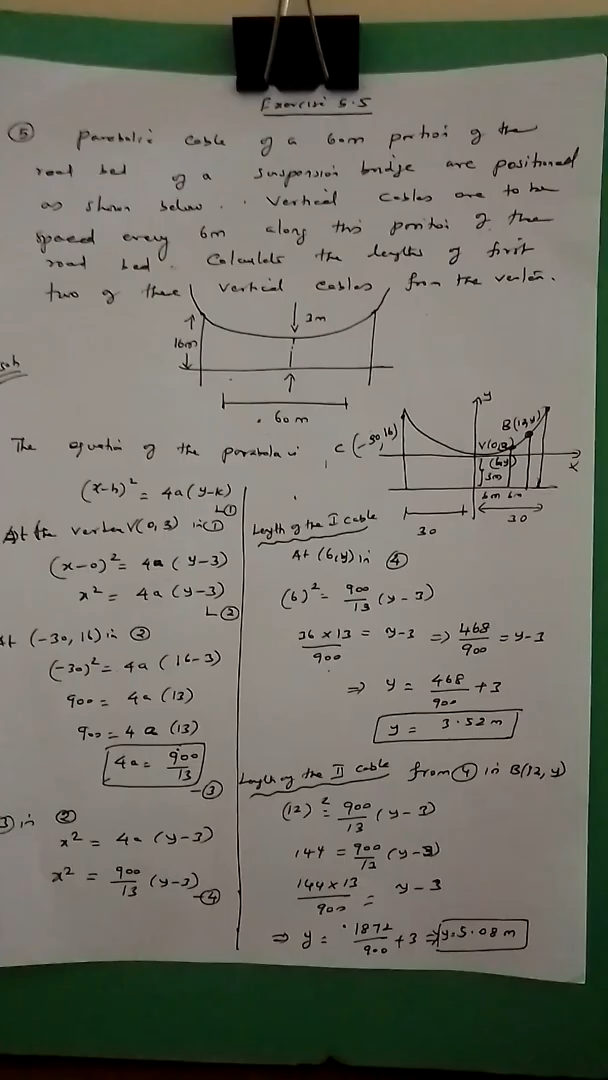 Exercise 5.5
⑤ Parabolic cable of a 60m portion of the
road bed of a suspension bridge are positioned
as shown below. Vertical cables are to be
spaced every 6m along this portion of the
road bed. Calculate the lengths of first
two of these vertical cables from the vertex.
3m
16m
60m
soln
The equation of the parabola is
(x-h)² = 4a(y-k)
L①
At the vertex V(0,3) in ①
(x-0)² = 4a (y-3)
x² = 4a (y-3)
L②
At (-30, 16) in ②
(-30)² = 4a (16-3)
900 = 4a (13)
900 = 4 a (13)
4a = 900/13
-③
③ in ②
x² = 4a (y-3)
x² = 900/13 (y-3)
-④
y
C (-30,16)
B(12,y)
V(0,3)
(6,y)
3m
x
6m 6m
30
30
Length of the I cable
At (6,y) in ④
(6)² = 900/13 (y-3)
36 x 13/900 = y-3 ⇒ 468/900 = y-3
⇒ y = 468/900 + 3
y = 3.52 m
Length of the II cable from ④ in B(12, y)
(12)² = 900/13 (y-3)
144 = 900/13 (y-3)
144 x 13/900 = y-3
⇒ y = 1872/900 + 3 ⇒ y = 5.08 m